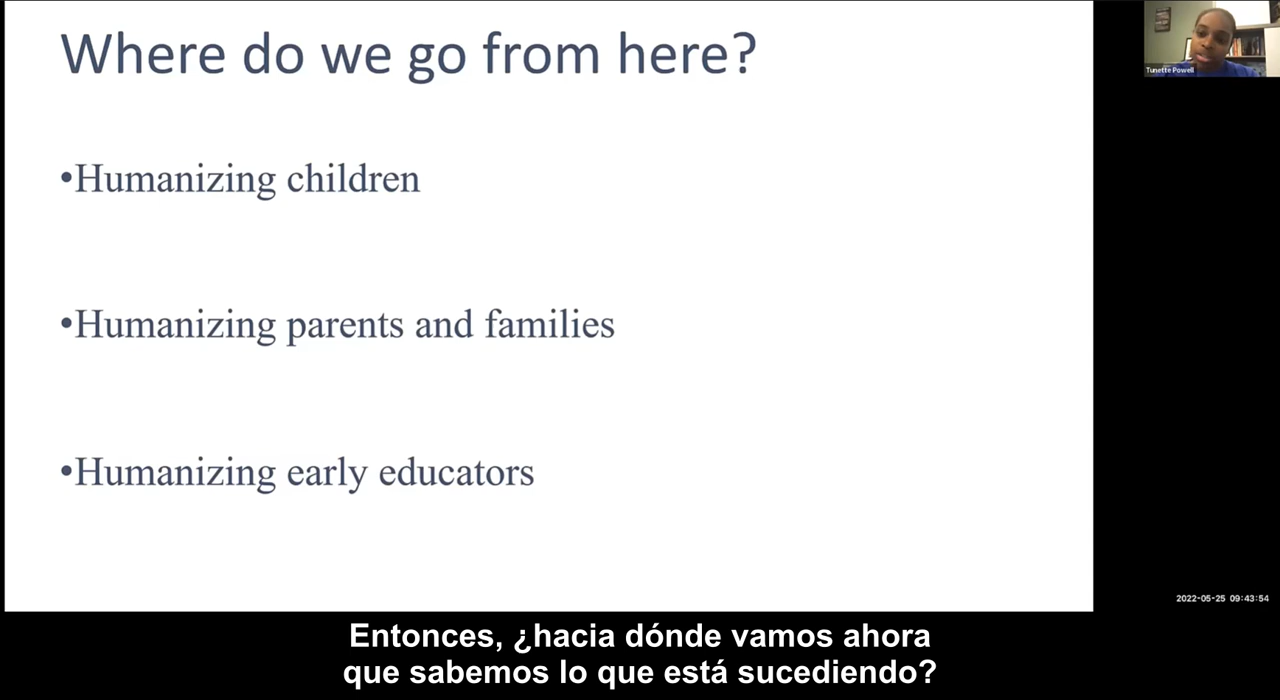 Where do we go from here?
Tunette Powell
•Humanizing children
•Humanizing parents and families
•Humanizing early educators
2022-05-25 09:43:54
Entonces, ¿hacia dónde vamos ahora
que sabemos lo que está sucediendo?